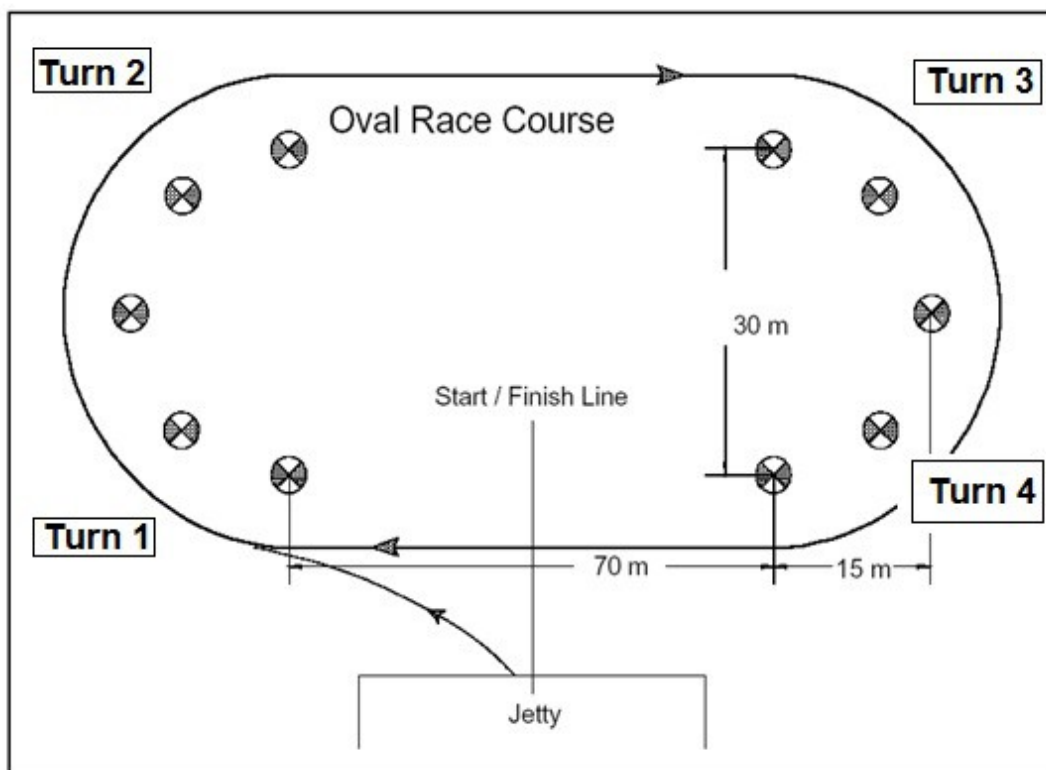 Turn 2
Turn 3
Oval Race Course
30 m
Start / Finish Line
Turn 4
Turn 1
70 m
15 m
Jetty